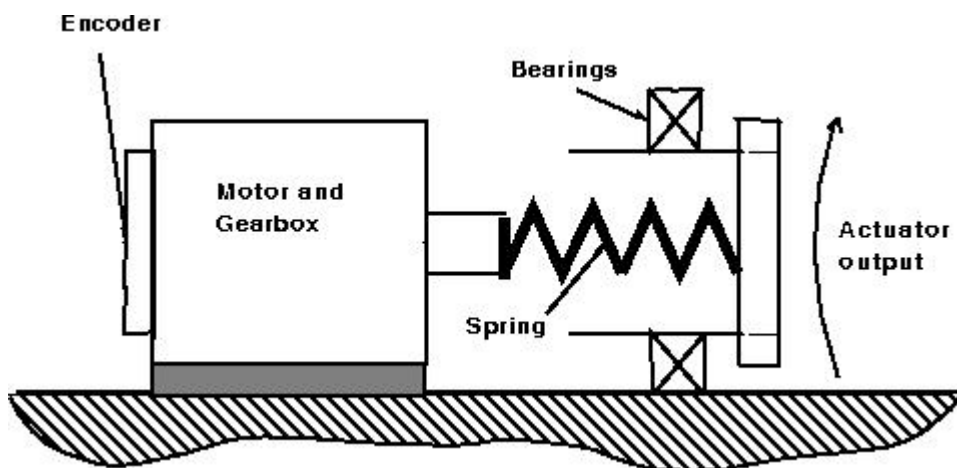 Encoder
Bearings
Motor and
Gearbox
Actuator
output
Spring